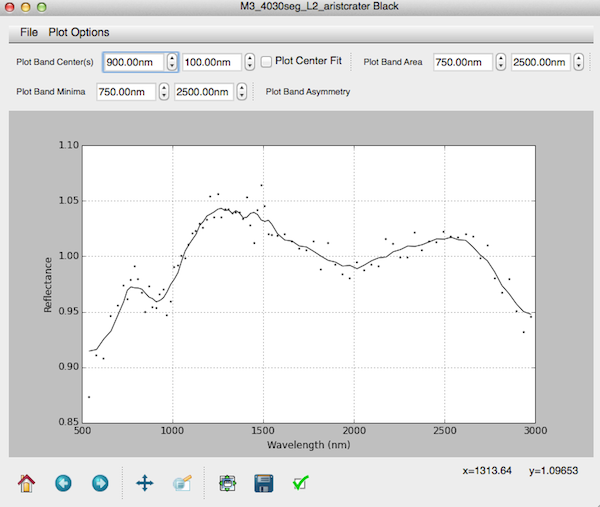 M3_4030seg_L2_aristcrater Black
File Plot Options
Plot Band Center(s) 900.00nm 100.00nm Plot Center Fit Plot Band Area 750.00nm 2500.00nm
Plot Band Minima 750.00nm 2500.00nm Plot Band Asymmetry
1.10
1.05
1.00
0.95
0.90
0.85
Reflectance
500 1000 1500 2000 2500 3000
Wavelength (nm)
x=1313.64 y=1.09653